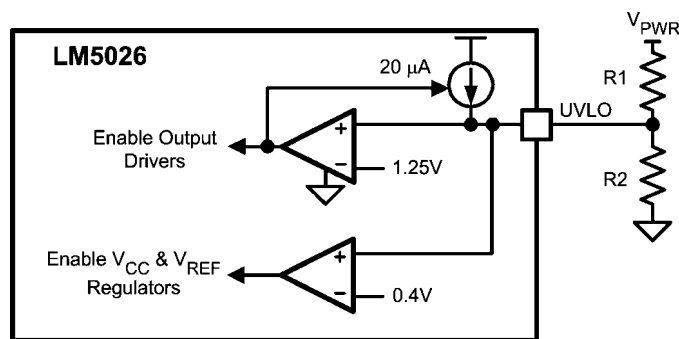 LM5026
20 μA
V_PWR
R1
UVLO
R2
Enable Output
Drivers
+
−
1.25V
Enable V_CC & V_REF
Regulators
+
−
0.4V